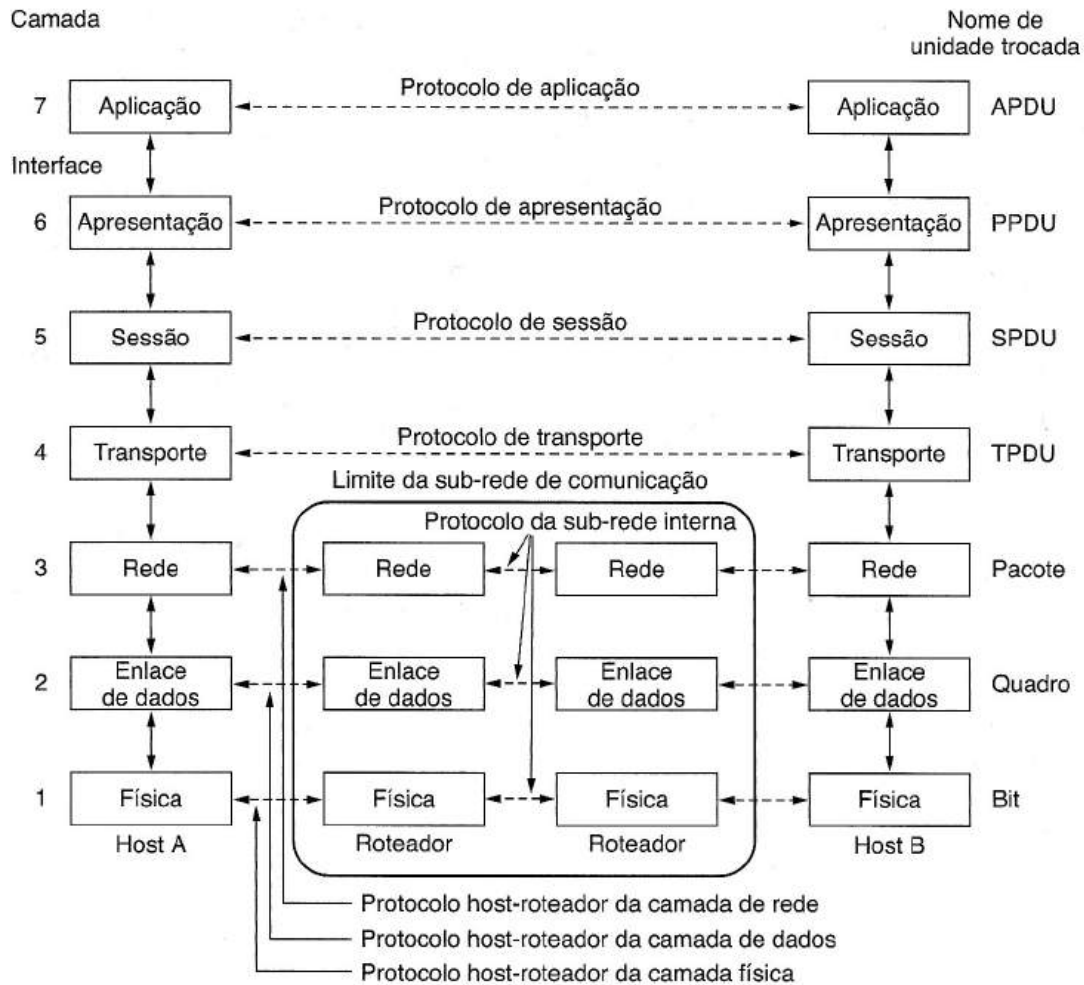 Camada
Nome de
unidade trocada
7
Aplicação
Protocolo de aplicação
Aplicação
APDU
Interface
6
Apresentação
Protocolo de apresentação
Apresentação
PPDU
5
Sessão
Protocolo de sessão
Sessão
SPDU
4
Transporte
Protocolo de transporte
Transporte
TPDU
Limite da sub-rede de comunicação
Protocolo da sub-rede interna
3
Rede
Rede
Rede
Rede
Pacote
2
Enlace
de dados
Enlace
de dados
Enlace
de dados
Enlace
de dados
Quadro
1
Física
Física
Física
Física
Bit
Host A
Roteador
Roteador
Host B
Protocolo host-roteador da camada de rede
Protocolo host-roteador da camada de dados
Protocolo host-roteador da camada física